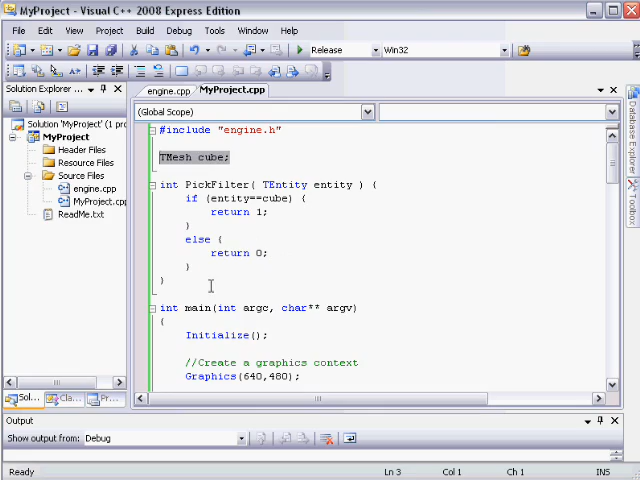 MyProject - Visual C++ 2008 Express Edition
File Edit View Project Build Debug Tools Window Help
Release Win32
Solution Explorer...
engine.cpp MyProject.cpp
(Global Scope)
Solution 'MyProject' (1 pro
MyProject
Header Files
Resource Files
Source Files
engine.cpp
MyProject.cpp
ReadMe.txt
#include "engine.h"
TMesh cube;
int PickFilter( TEntity entity ) {
if (entity==cube) {
return 1;
}
else {
return 0;
}
}
int main(int argc, char** argv)
{
Initialize();
//Create a graphics context
Graphics(640,480);
Database Explorer
Toolbox
Sol... Cla... Pr...
Output
Show output from: Debug
Ready Ln 3 Col 1 Ch 1 INS